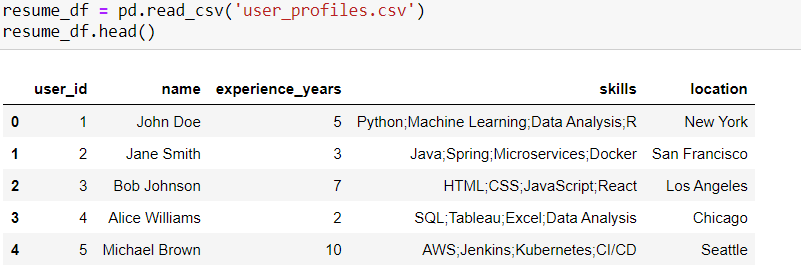 resume_df = pd.read_csv('user_profiles.csv')
resume_df.head()
user_id name experience_years skills location
0 1 John Doe 5 Python;Machine Learning;Data Analysis;R New York
1 2 Jane Smith 3 Java;Spring;Microservices;Docker San Francisco
2 3 Bob Johnson 7 HTML;CSS;JavaScript;React Los Angeles
3 4 Alice Williams 2 SQL;Tableau;Excel;Data Analysis Chicago
4 5 Michael Brown 10 AWS;Jenkins;Kubernetes;CI/CD Seattle